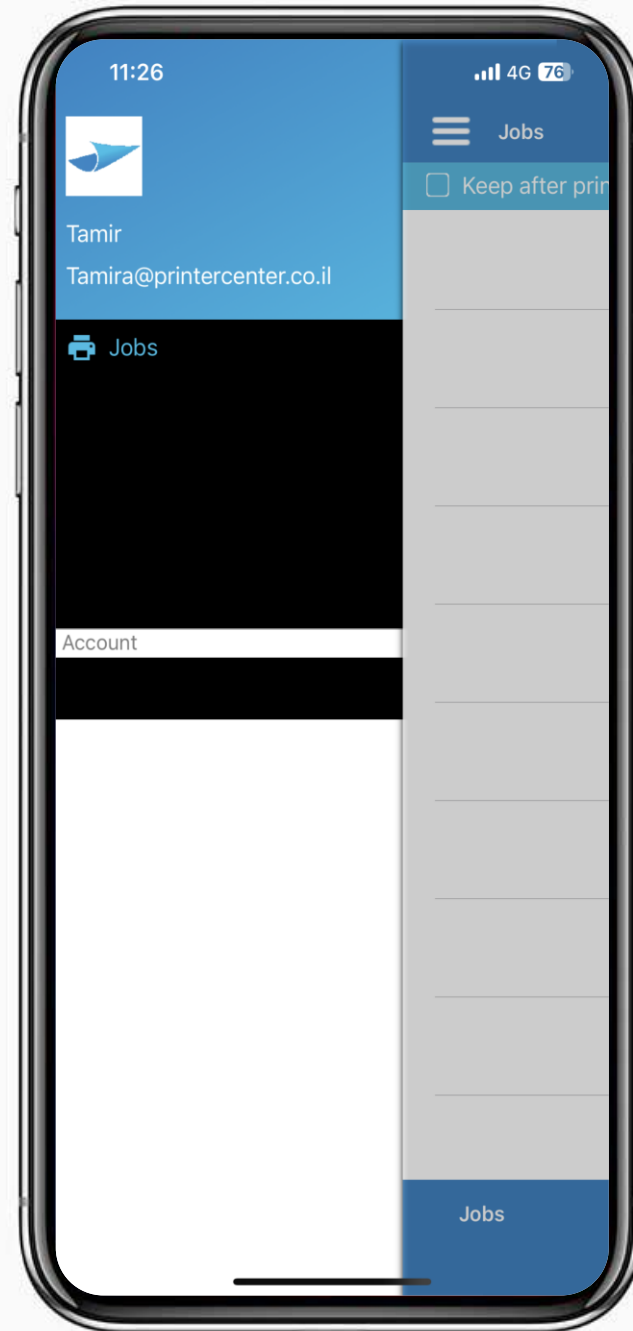 11:26
4G 76
Jobs
Keep after prin
Tamir
Tamira@printercenter.co.il
Jobs
Account
Jobs